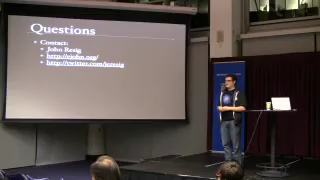 Questions
Contact:
John Resig
http://ejohn.org/
http://twitter.com/jeresig